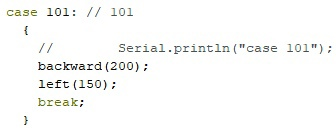 case 101: // 101
{
//        Serial.println("case 101");
backward(200);
left(150);
break;
}